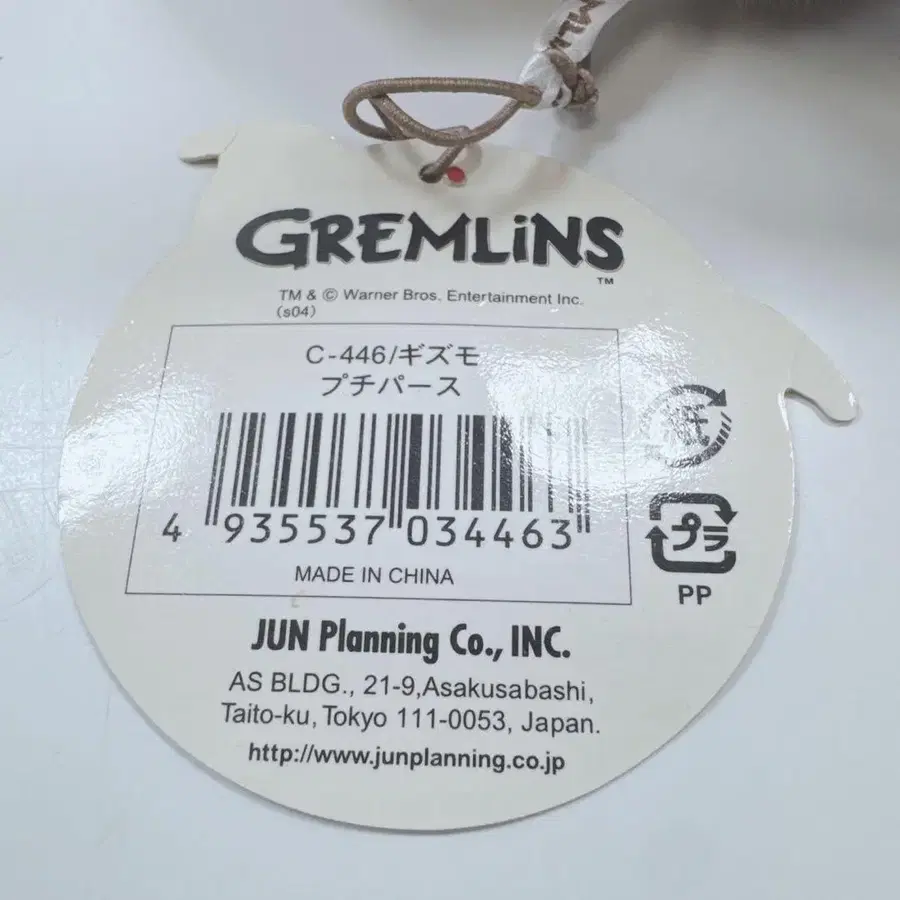 GREMLiNS
TM
TM & © Warner Bros. Entertainment Inc.
(s04)
C-446/ギズモ
プチパース
4 935537 034463
MADE IN CHINA
プラ
PP
JUN Planning Co., INC.
AS BLDG., 21-9,Asakusabashi,
Taito-ku, Tokyo 111-0053, Japan.
http://www.junplanning.co.jp